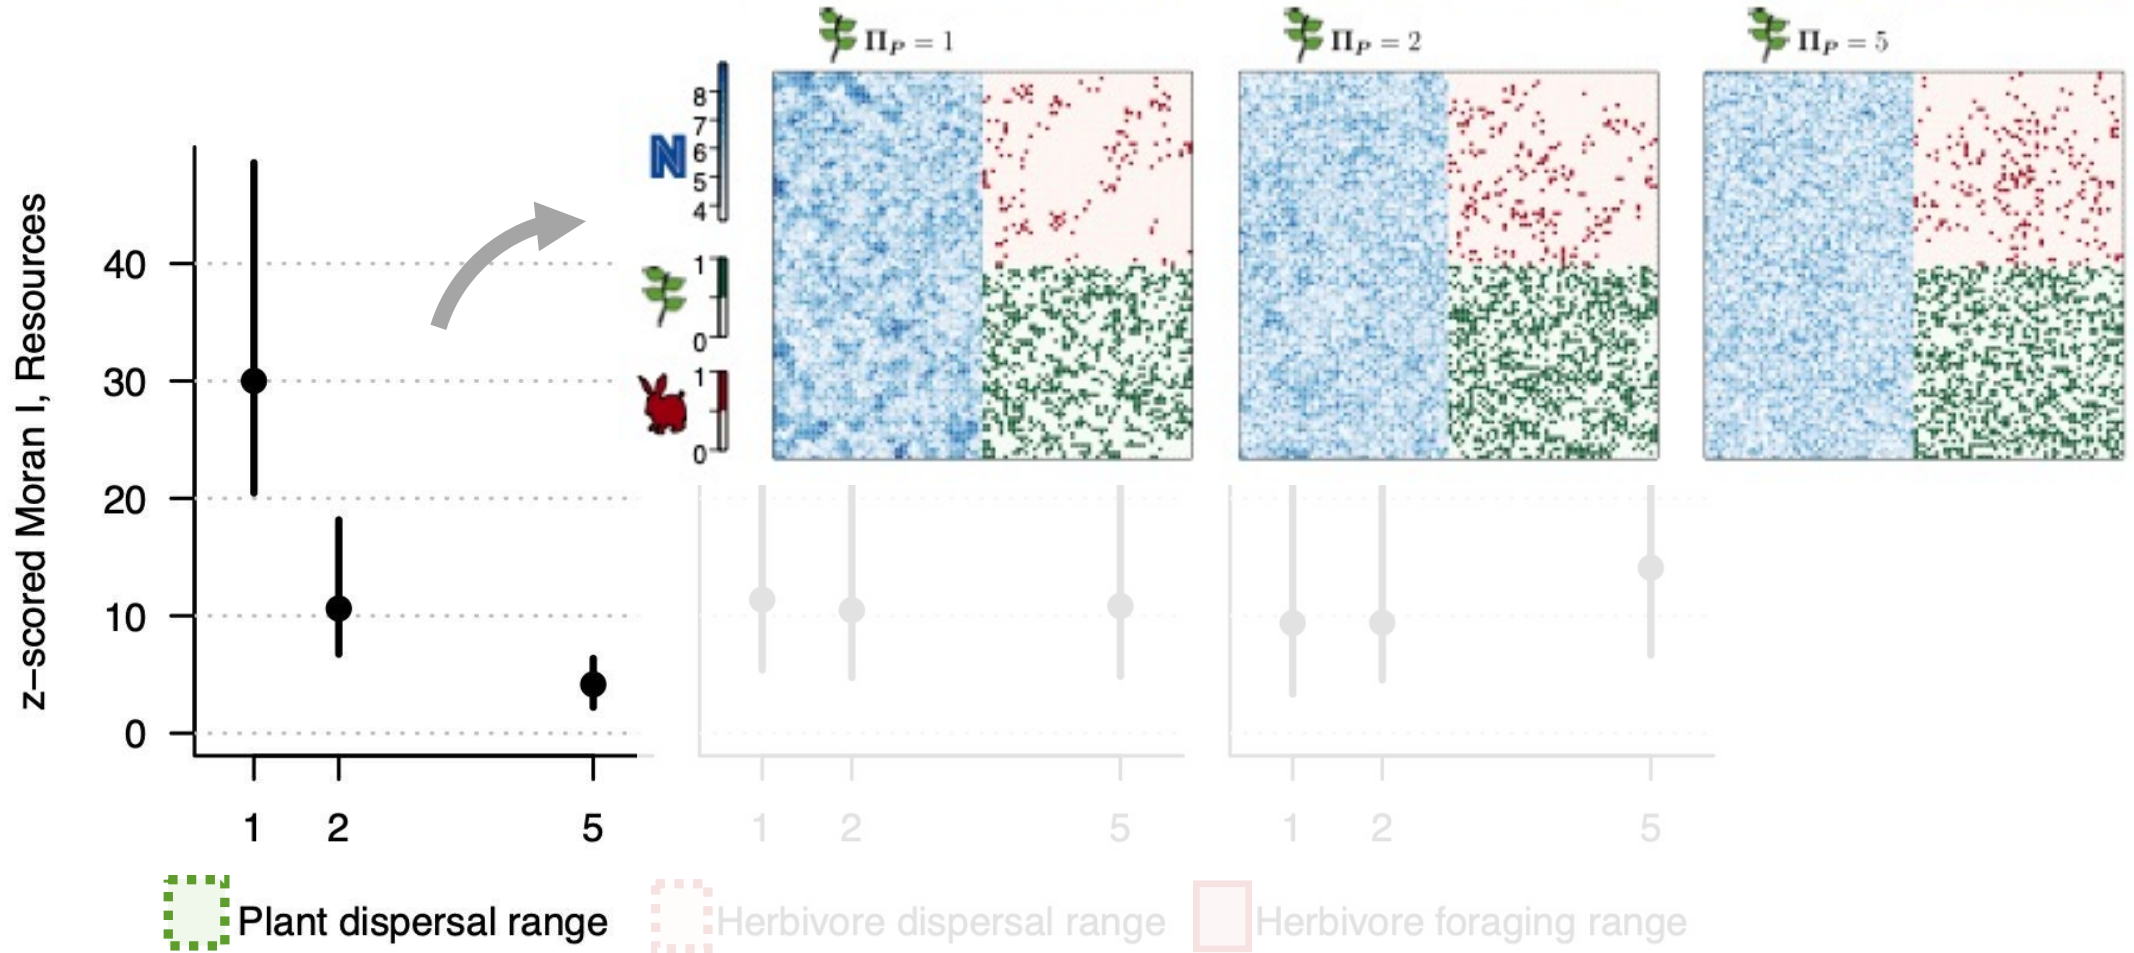 Π_P = 1
Π_P = 2
Π_P = 5
N
8
7
6
5
4
1
0
1
0
z−scored Moran I, Resources
40
30
20
10
0
1 2 5
1 2 5
1 2 5
Plant dispersal range
Herbivore dispersal range
Herbivore foraging range